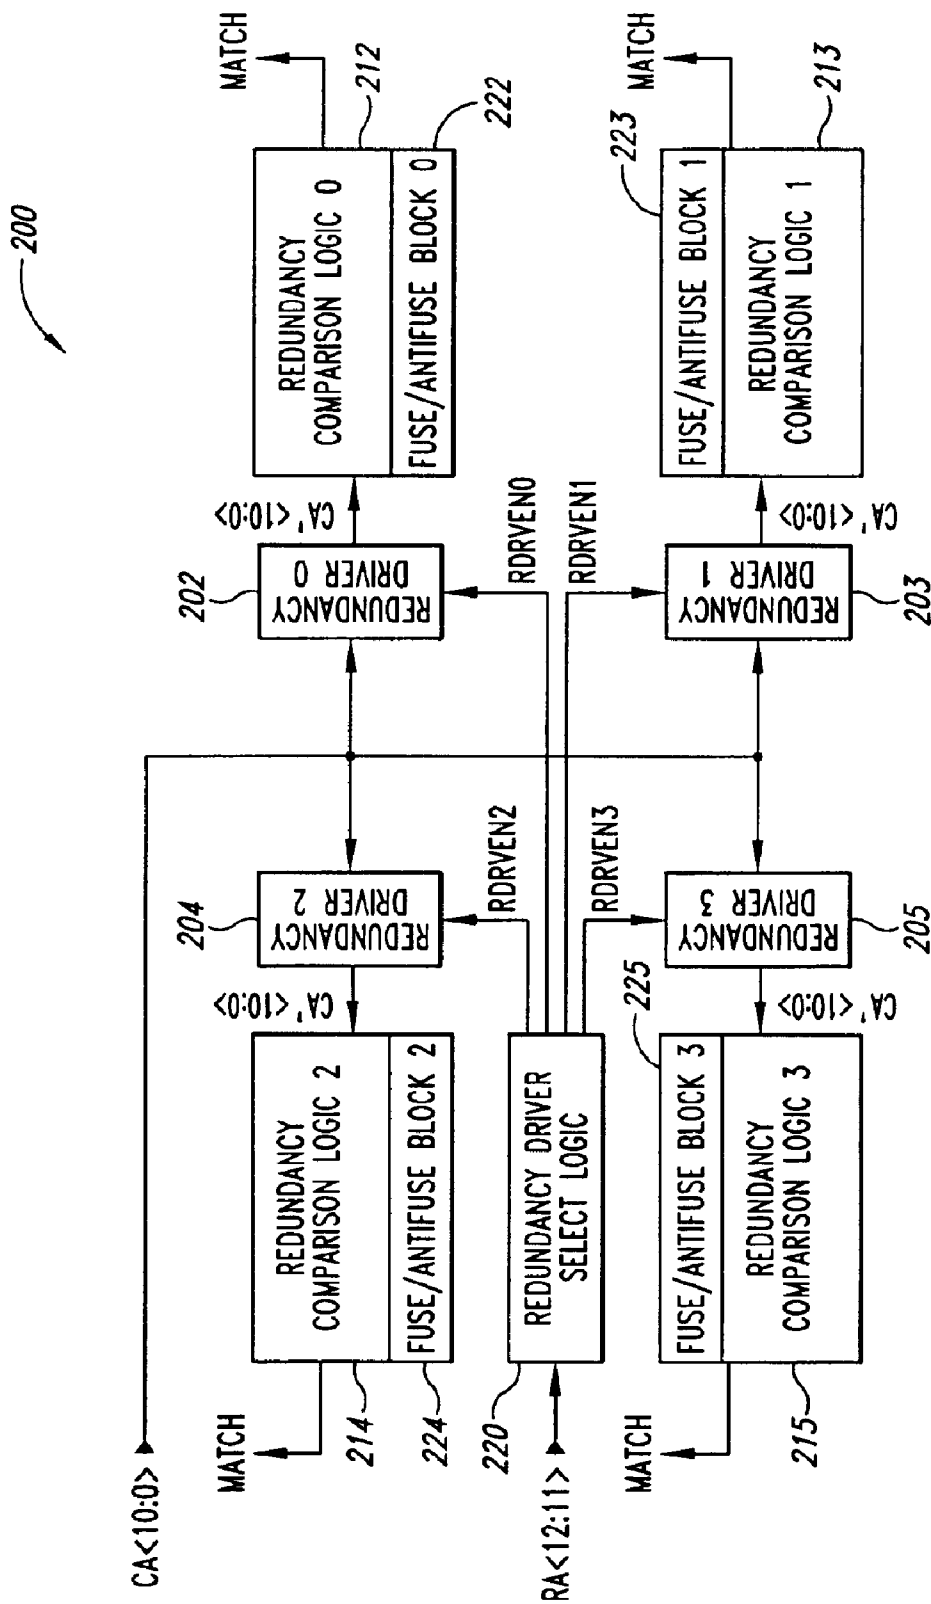 200
MATCH
MATCH
REDUNDANCY
COMPARISON LOGIC 0
212
FUSE/ANTIFUSE BLOCK 0
222
223
FUSE/ANTIFUSE BLOCK 1
REDUNDANCY
COMPARISON LOGIC 1
213
CA'<10:0>
CA'<10:0>
202
REDUNDANCY
DRIVER 0
RDRVEN0
RDRVEN1
REDUNDANCY
DRIVER 1
203
204
REDUNDANCY
DRIVER 2
RDRVEN2
RDRVEN3
REDUNDANCY
DRIVER 3
205
CA'<10:0>
CA'<10:0>
REDUNDANCY
COMPARISON LOGIC 2
214
FUSE/ANTIFUSE BLOCK 2
224
REDUNDANCY DRIVER
SELECT LOGIC
220
225
FUSE/ANTIFUSE BLOCK 3
REDUNDANCY
COMPARISON LOGIC 3
215
MATCH
MATCH
CA<10:0>
RA<12:11>